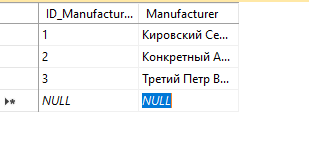 ID_Manufactur... Manufacturer
1 Кировский Се...
2 Конкретный А...
3 Третий Петр В...
NULL NULL